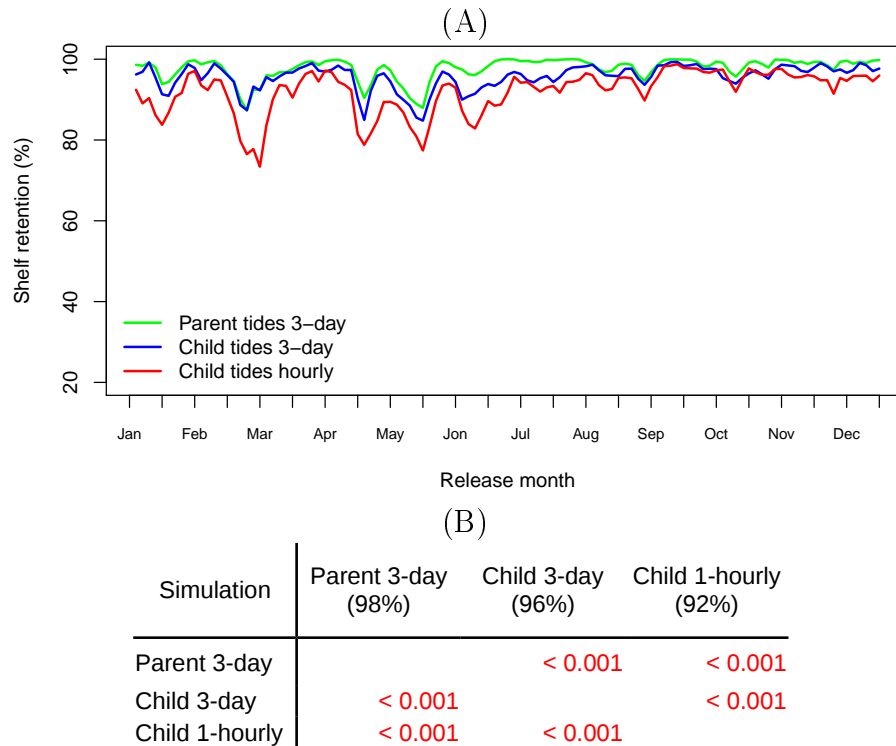 (A)
Shelf retention (%)
100
80
60
40
20
Parent tides 3−day
Child tides 3−day
Child tides hourly
Jan Feb Mar Apr May Jon Jul Aug Sep Oct Nov Dec
Release month
(B)
Simulation Parent 3-day (98%) Child 3-day (96%) Child 1-hourly (92%)
Parent 3-day < 0.001 < 0.001
Child 3-day < 0.001 < 0.001
Child 1-hourly < 0.001 < 0.001